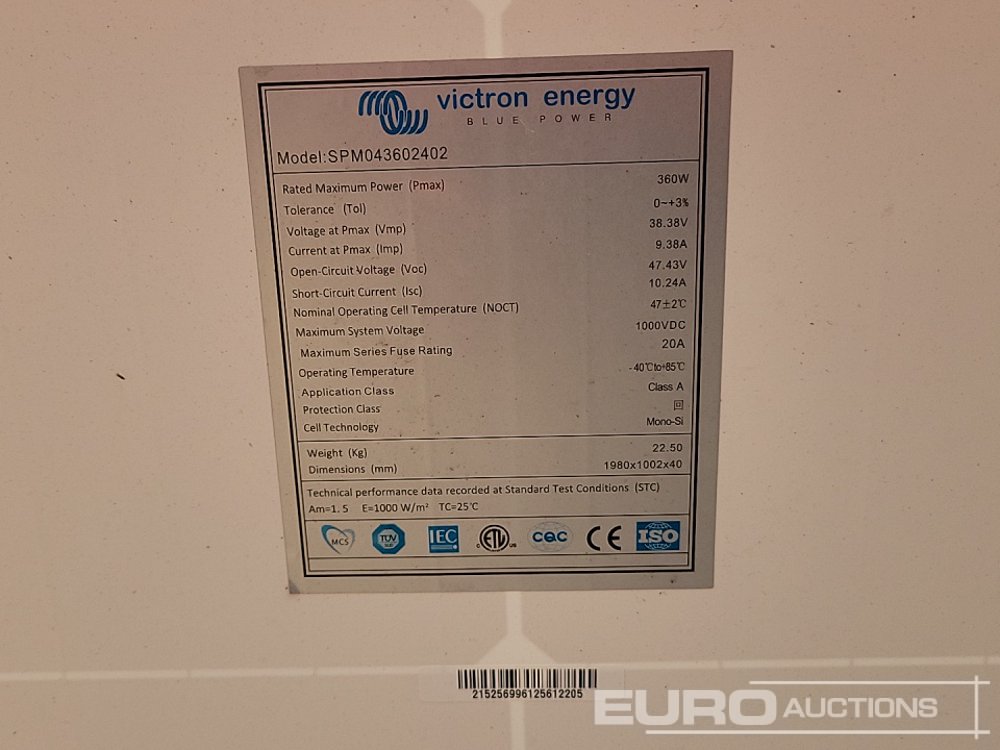 victron energy
BLUE POWER
Model:SPM043602402
Rated Maximum Power (Pmax) 360W
Tolerance (Tol) 0~+3%
Voltage at Pmax (Vmp) 38.38V
Current at Pmax (Imp) 9.38A
Open-Circuit Voltage (Voc) 47.43V
Short-Circuit Current (Isc) 10.24A
Nominal Operating Cell Temperature (NOCT) 47±2℃
Maximum System Voltage 1000VDC
Maximum Series Fuse Rating 20A
Operating Temperature -40℃to+85℃
Application Class Class A
Protection Class
Cell Technology Mono-Si
Weight (Kg) 22.50
Dimensions (mm) 1980x1002x40
Technical performance data recorded at Standard Test Conditions (STC)
Am=1.5 E=1000 W/m² TC=25℃
MCS TÜV IEC c ETL us CQC CE ISO
215256996125612205
EURO AUCTIONS